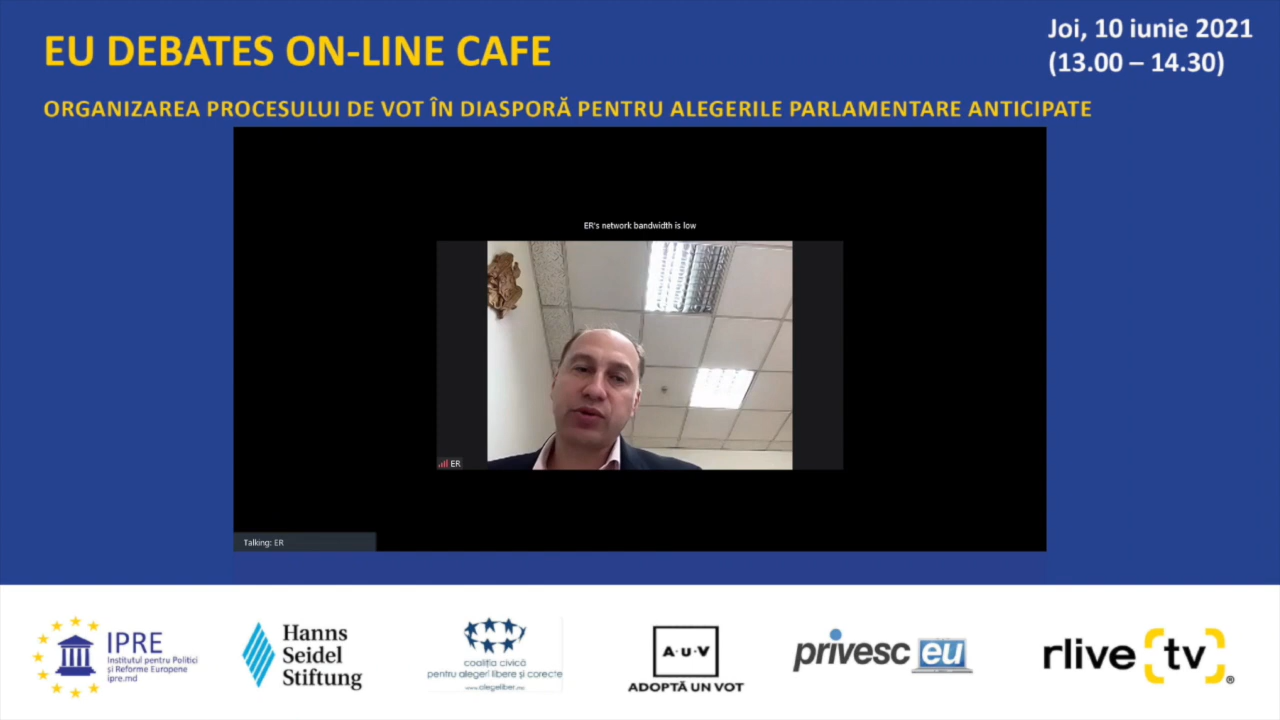 EU DEBATES ON-LINE CAFE
Joi, 10 iunie 2021
(13.00 – 14.30)
ORGANIZAREA PROCESULUI DE VOT ÎN DIASPORĂ PENTRU ALEGERILE PARLAMENTARE ANTICIPATE
ER's network bandwidth is low
ER
Talking: ER
IPRE
Institutul pentru Politici
și Reforme Europene
ipre.md
Hanns
Seidel
Stiftung
coaliția civică
pentru alegeri libere și corecte
www.alegeliber.md
A·U·V
ADOPTĂ UN VOT
privesc eu
rlive tv